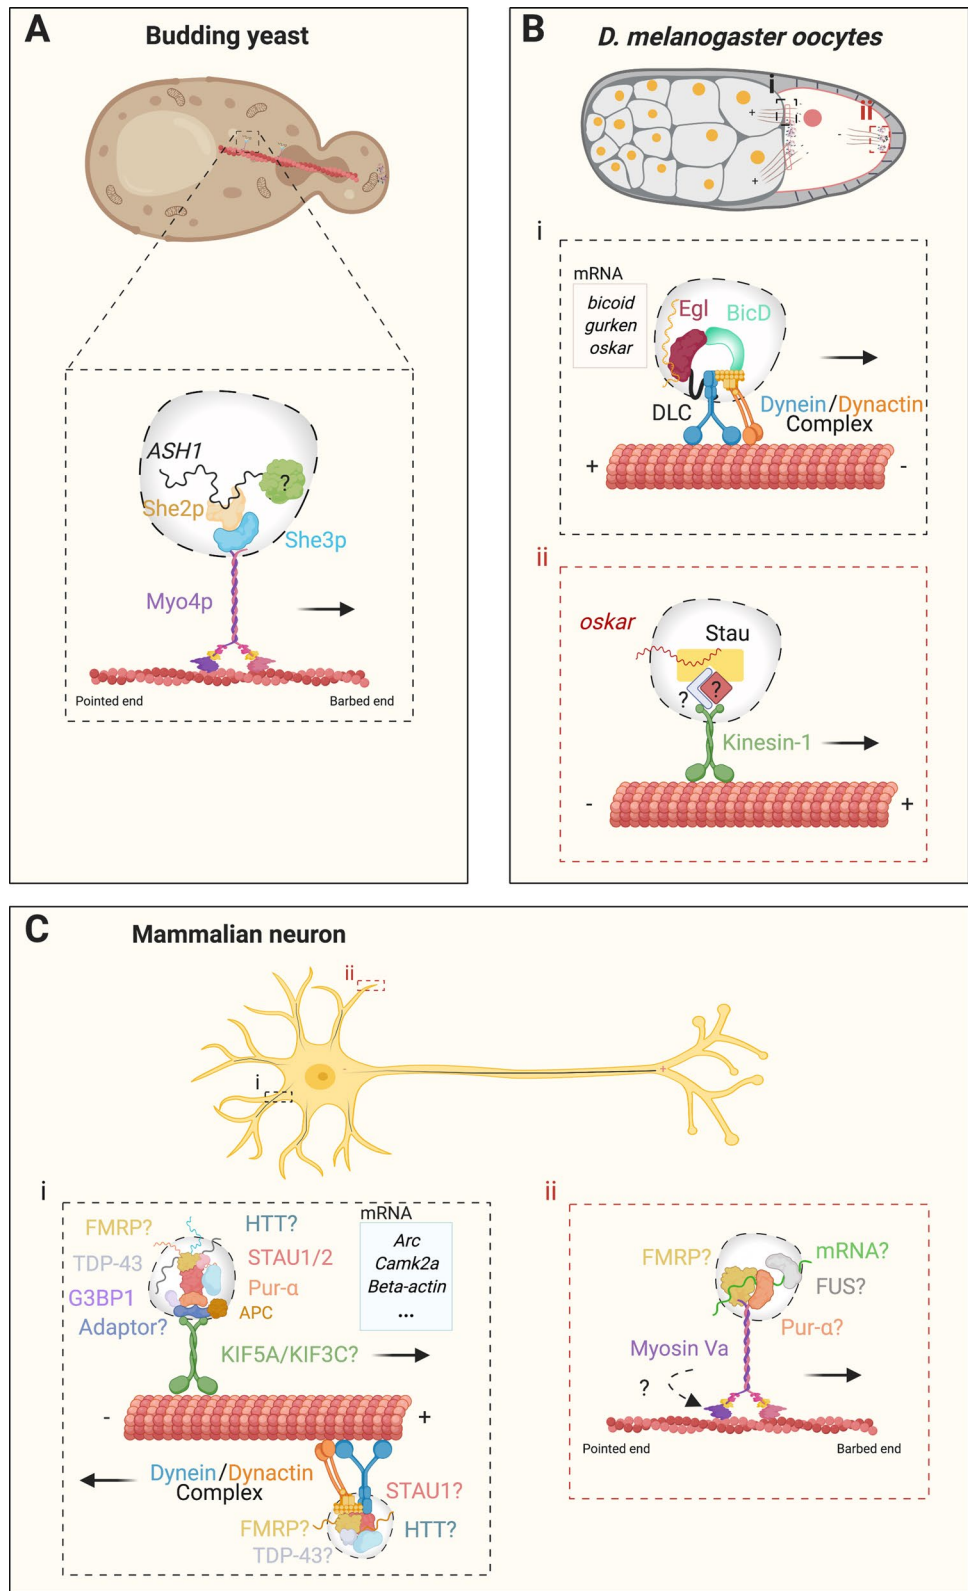 A
Budding yeast
ASH1
?
She2p
She3p
Myo4p
Pointed end
Barbed end
B
D. melanogaster oocytes
i
ii
+
-
+
i
mRNA
bicoid
gurken
oskar
Egl
BicD
DLC
Dynein/Dynactin
Complex
+
-
ii
oskar
Stau
?
?
Kinesin-1
-
+
C
Mammalian neuron
ii
i
-
+
i
mRNA
Arc
Camk2a
Beta-actin
...
FMRP?
HTT?
TDP-43
STAU1/2
G3BP1
Pur-α
Adaptor?
APC
KIF5A/KIF3C?
-
+
Dynein/Dynactin
Complex
STAU1?
FMRP?
HTT?
TDP-43?
ii
FMRP?
mRNA?
FUS?
Pur-α?
Myosin Va
?
Pointed end
Barbed end